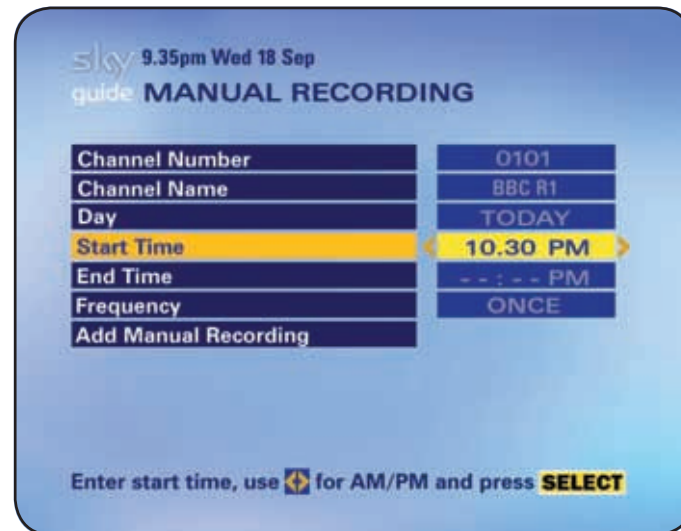 sky 9.35pm Wed 18 Sep
guide MANUAL RECORDING
Channel Number 0101
Channel Name BBC R1
Day TODAY
Start Time 10.30 PM
End Time - - : - - PM
Frequency ONCE
Add Manual Recording
Enter start time, use for AM/PM and press SELECT